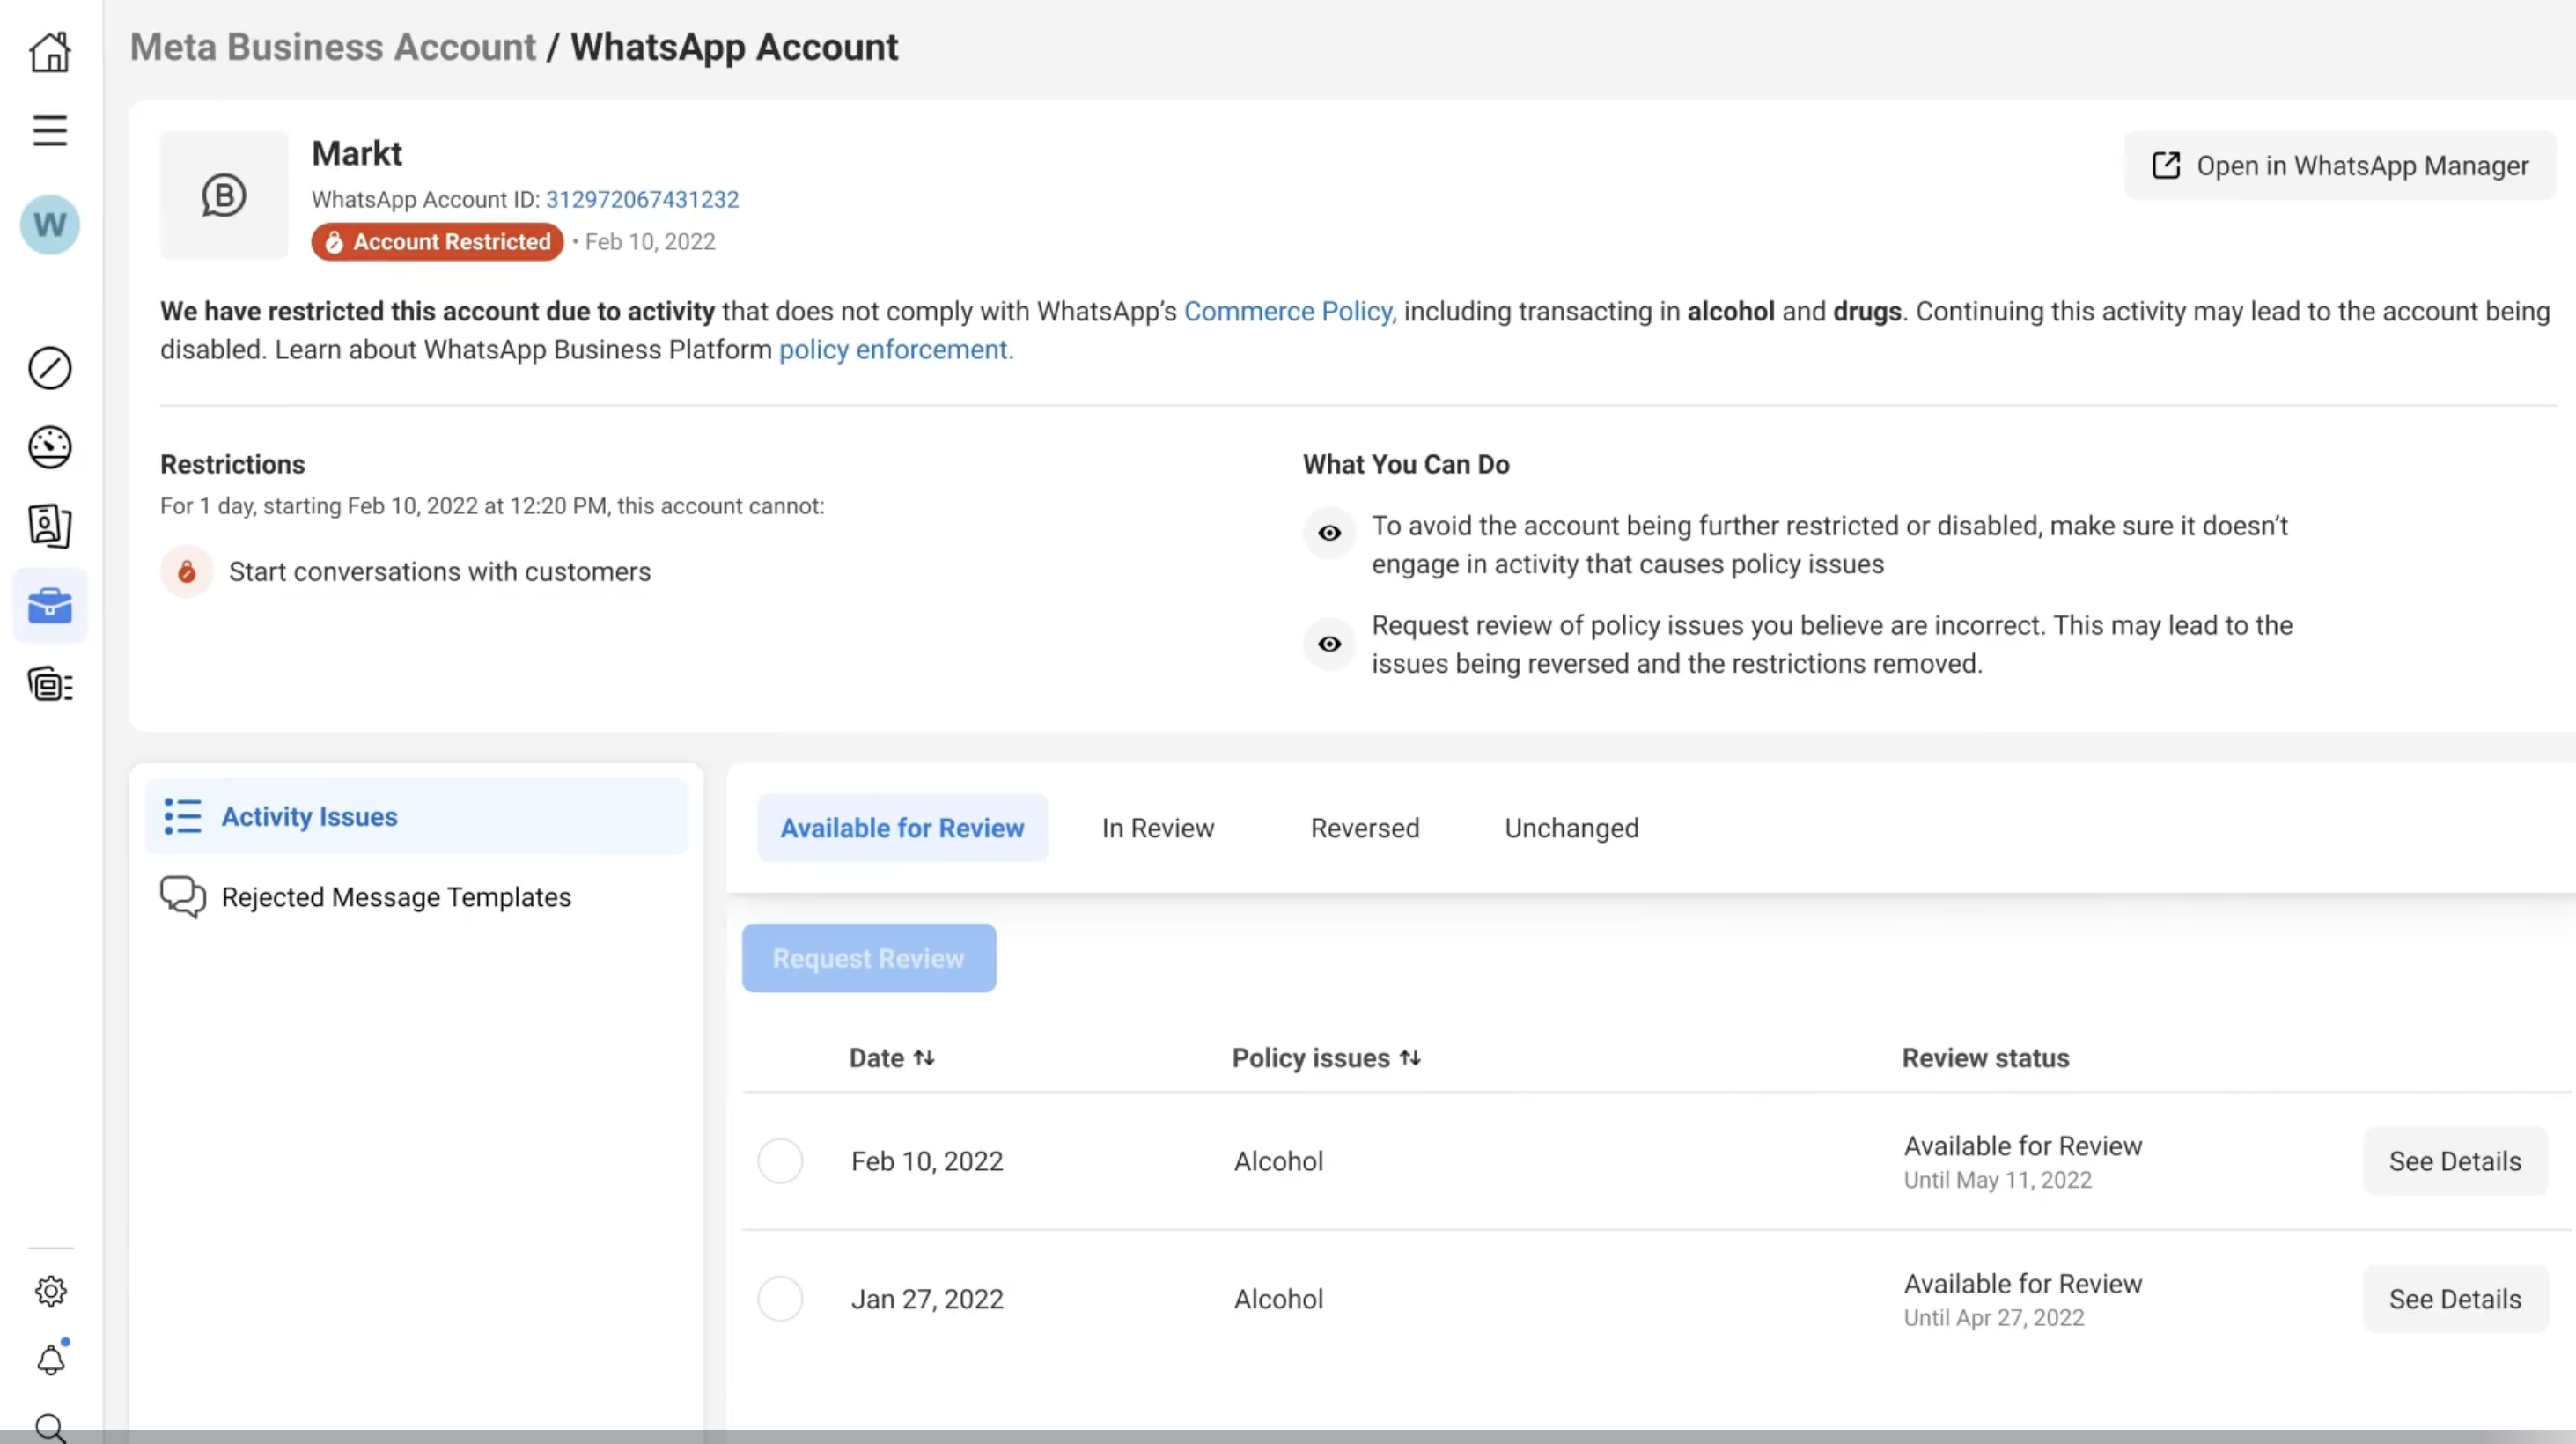 Meta Business Account / WhatsApp Account
W
B
Markt
WhatsApp Account ID: 312972067431232
Account Restricted • Feb 10, 2022
Open in WhatsApp Manager
We have restricted this account due to activity that does not comply with WhatsApp’s Commerce Policy, including transacting in alcohol and drugs. Continuing this activity may lead to the account being
disabled. Learn about WhatsApp Business Platform policy enforcement.
Restrictions
For 1 day, starting Feb 10, 2022 at 12:20 PM, this account cannot:
Start conversations with customers
What You Can Do
To avoid the account being further restricted or disabled, make sure it doesn’t
engage in activity that causes policy issues
Request review of policy issues you believe are incorrect. This may lead to the
issues being reversed and the restrictions removed.
Activity Issues
Rejected Message Templates
Available for Review In Review Reversed Unchanged
Request Review
Date Policy issues Review status
Feb 10, 2022 Alcohol Available for Review See Details
Until May 11, 2022
Jan 27, 2022 Alcohol Available for Review See Details
Until Apr 27, 2022